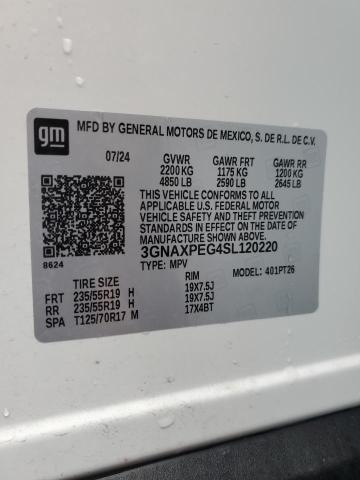 gm
MFD BY GENERAL MOTORS DE MEXICO, S. DE R.L. DE C.V.
07/24 GVWR GAWR FRT GAWR RR
2200 KG 1175 KG 1200 KG
4850 LB 2590 LB 2645 LB
THIS VEHICLE CONFORMS TO ALL
APPLICABLE U.S. FEDERAL MOTOR
VEHICLE SAFETY, BUMPER, AND THEFT
PREVENTION STANDARDS IN EFFECT ON
THE DATE OF MANUFACTURE SHOWN ABOVE.
3GNAXPEG4SL120220
8624 TYPE: MPV 401PT26
TIRE SIZE RIM
FRT 235/55R19 H 19X7.5J
RR 235/55R19 H 19X7.5J
SPA T125/70R17 M 17X4BT